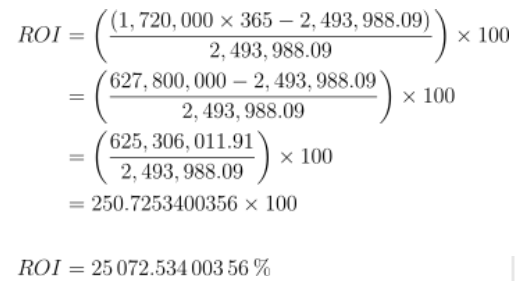 ROI = ((1,720,000 × 365 − 2,493,988.09) / 2,493,988.09) × 100
= (627,800,000 − 2,493,988.09 / 2,493,988.09) × 100
= (625,306,011.91 / 2,493,988.09) × 100
= 250.7253400356 × 100
ROI = 25 072.534 003 56 %